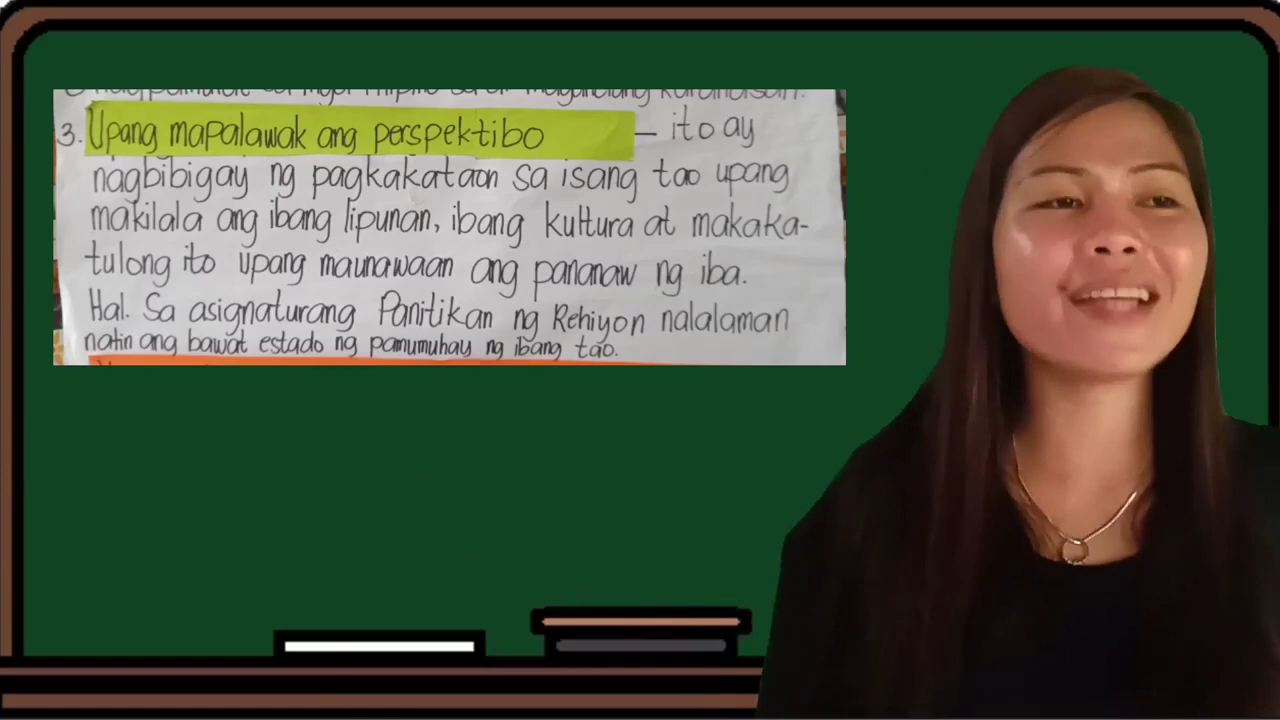 3. Upang mapalawak ang perspektibo — ito ay
nagbibigay ng pagkakataon sa isang tao upang
makilala ang ibang lipunan, ibang kultura at makaka-
tulong ito upang maunawaan ang pananaw ng iba.
Hal. Sa asignaturang Panitikan ng Rehiyon nalalaman
natin ang bawat estado ng pamumuhay ng ibang tao.